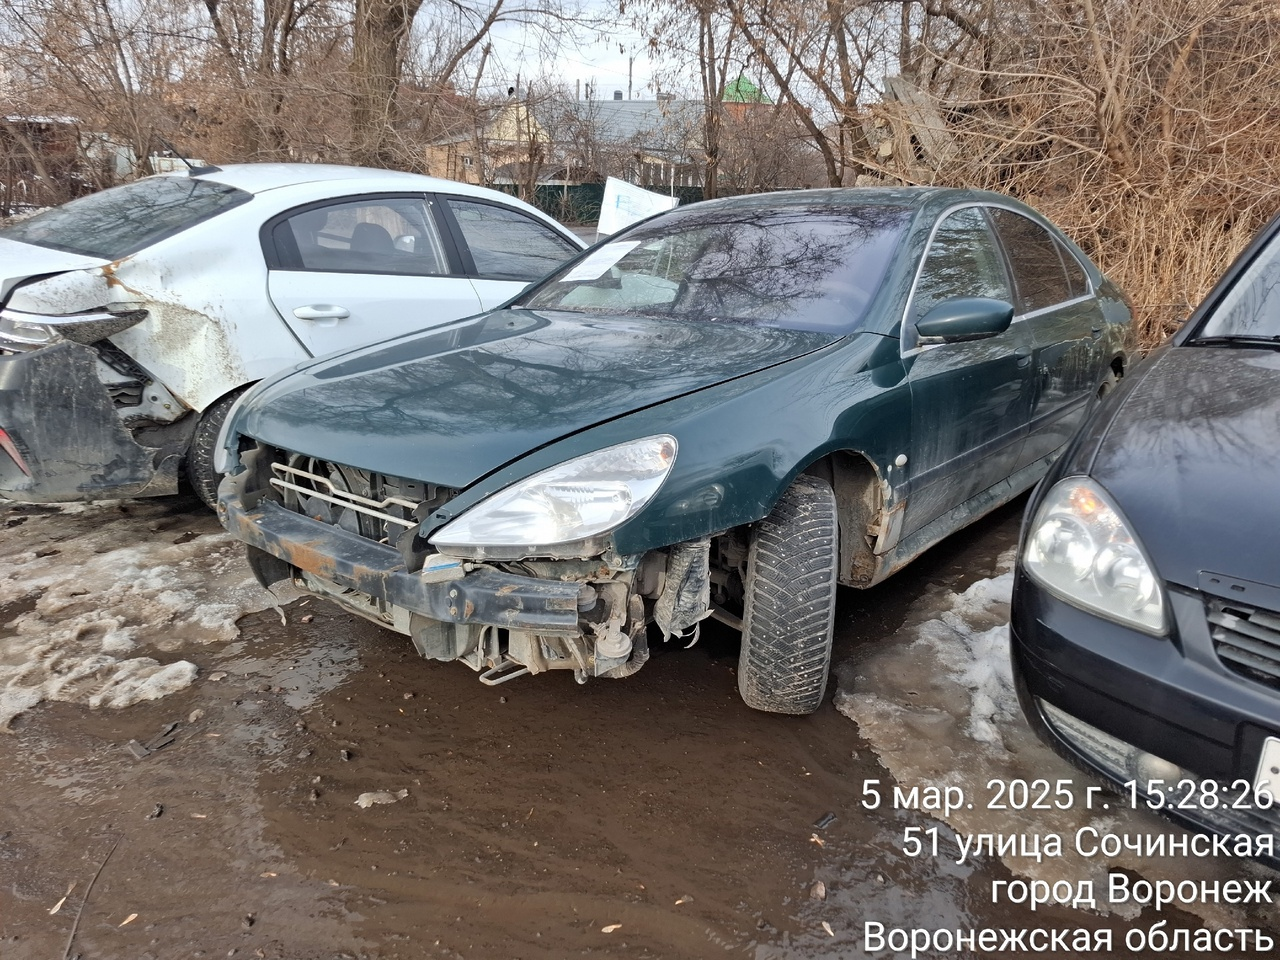 5 мар. 2025 г. 15:28:26
51 улица Сочинская
город Воронеж
Воронежская область